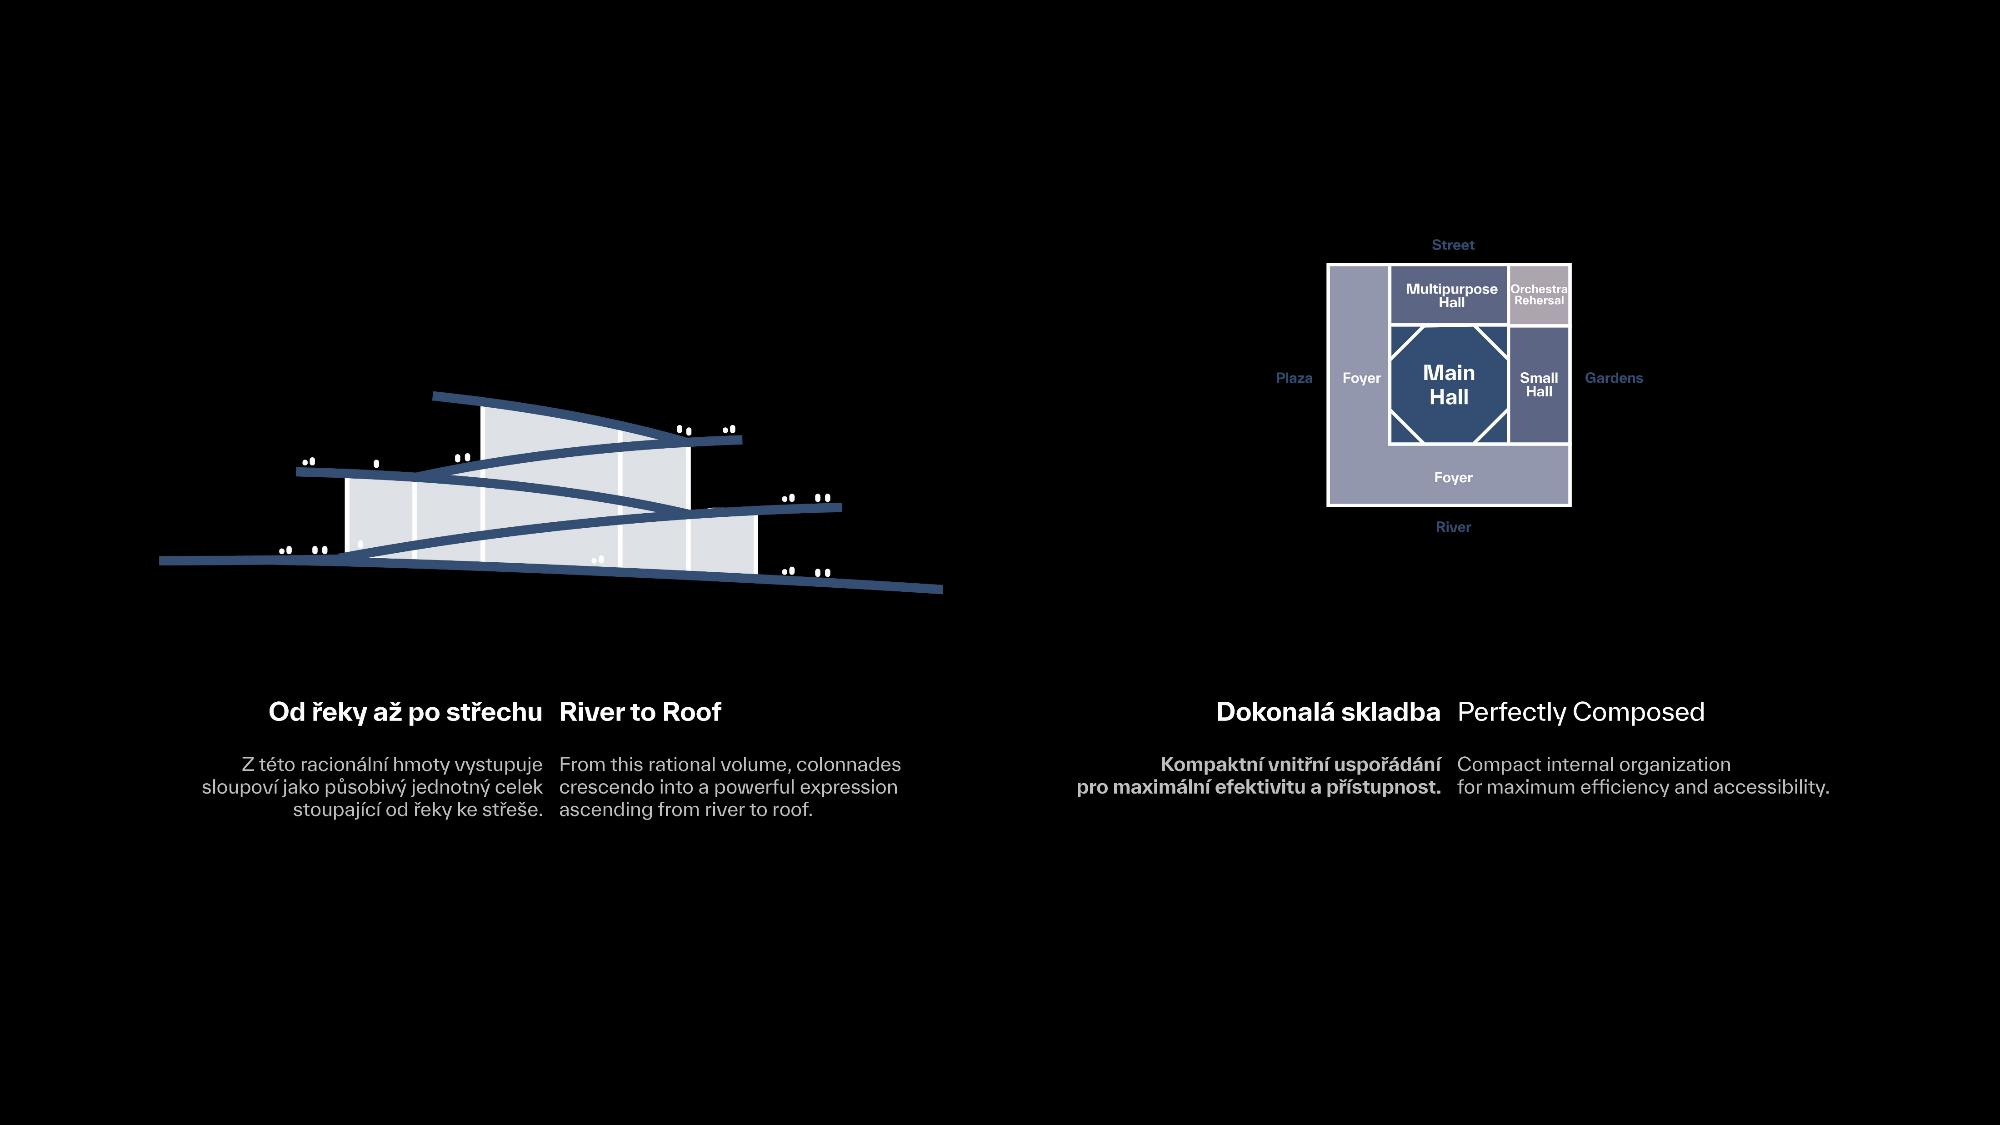 Street
Multipurpose
Hall
Orchestra
Rehersal
Plaza
Foyer
Main
Hall
Small
Hall
Gardens
Foyer
River
Od řeky až po střechu
River to Roof
Z této racionální hmoty vystupuje
sloupoví jako působivý jednotný celek
stoupající od řeky ke střeše.
From this rational volume, colonnades
crescendo into a powerful expression
ascending from river to roof.
Dokonalá skladba
Perfectly Composed
Kompaktní vnitřní uspořádání
pro maximální efektivitu a přístupnost.
Compact internal organization
for maximum efficiency and accessibility.